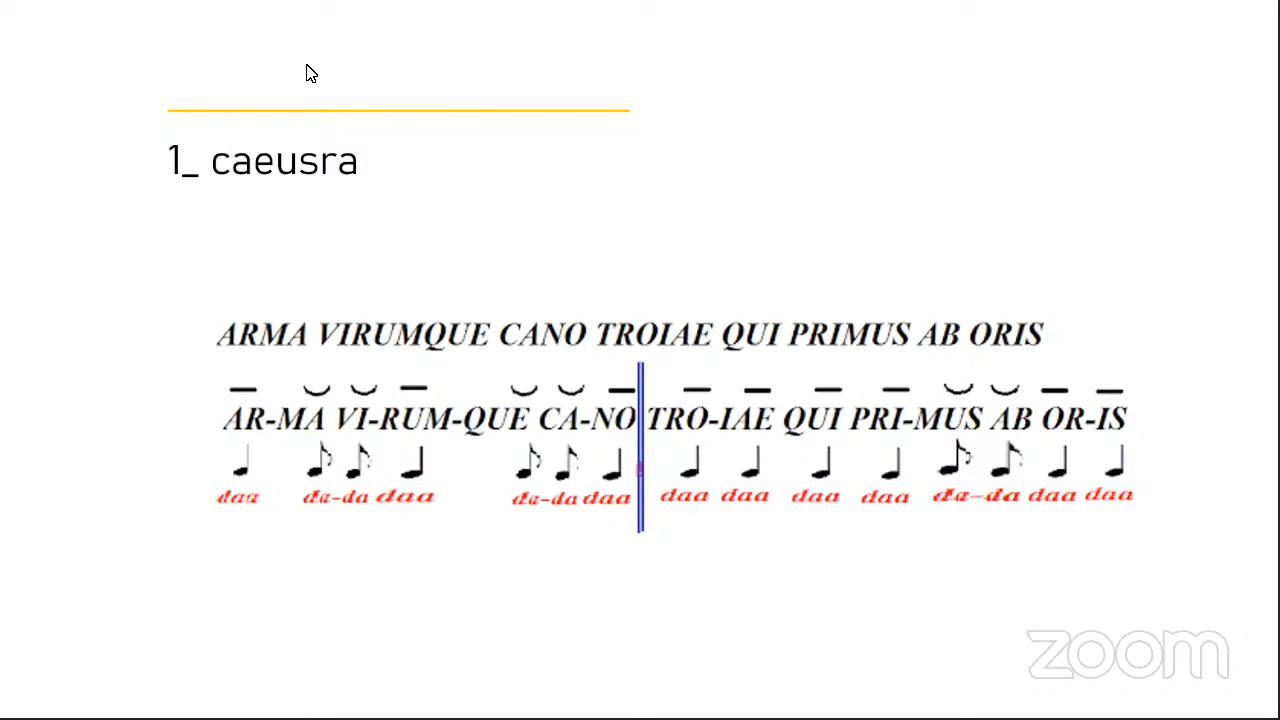 1_ caeusra
ARMA VIRUMQUE CANO TROIAE QUI PRIMUS AB ORIS
AR-MA VI-RUM-QUE CA-NO TRO-IAE QUI PRI-MUS AB OR-IS
daa da-da daa da-da daa daa daa daa daa da-da daa daa
zoom